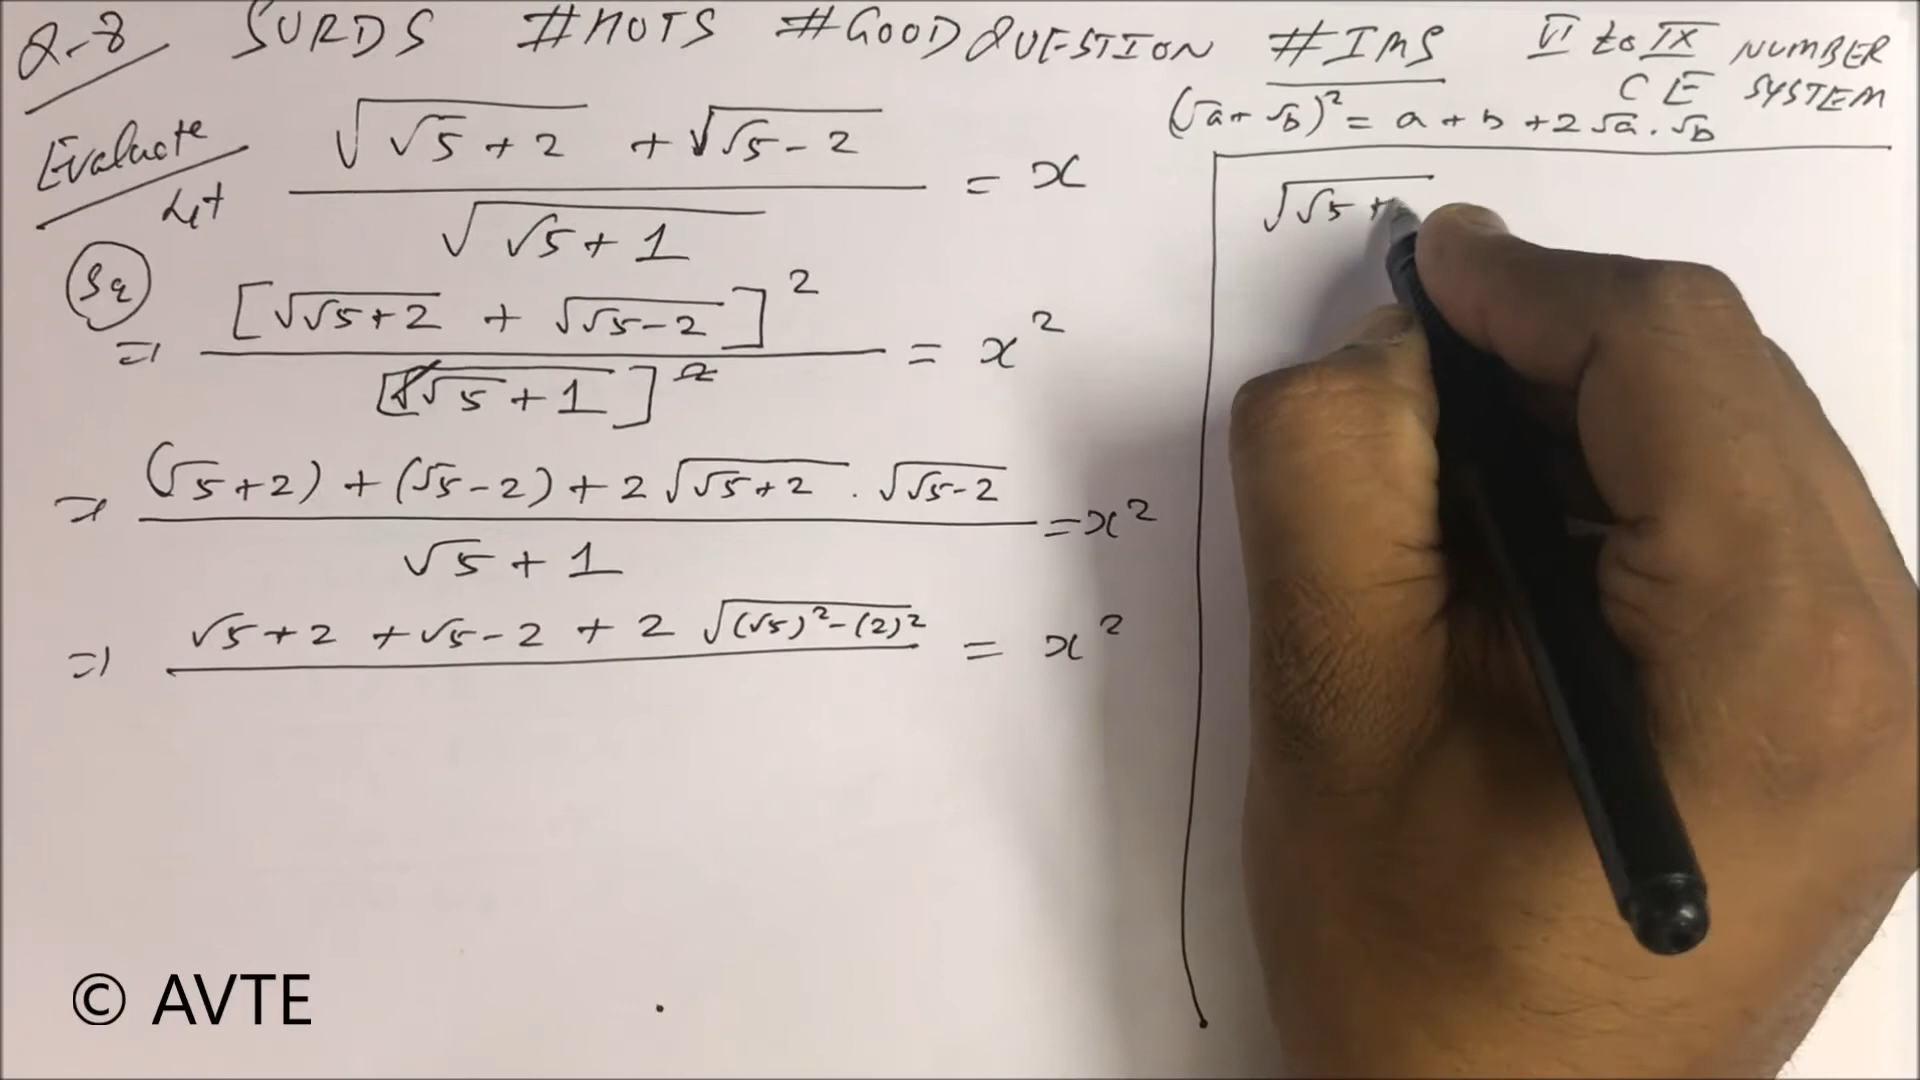 Q-8 SURDS #HOTS #GOOD QUESTION #IMS VI to IX NUMBER SYSTEM
C E
(√a+√b)² = a + b + 2√a.√b
Evaluate
Let (√(√5+2) + √(√5-2)) / √(√5+1) = x
Sq
⇒ [√(√5+2) + √(√5-2)]² / [√(√5+1)]² = x²
⇒ ((√5+2) + (√5-2) + 2√(√5+2) . √(√5-2)) / (√5+1) = x²
⇒ √5+2 + √5-2 + 2√((√5)²-(2)²) = x²
√√5+
© AVTE